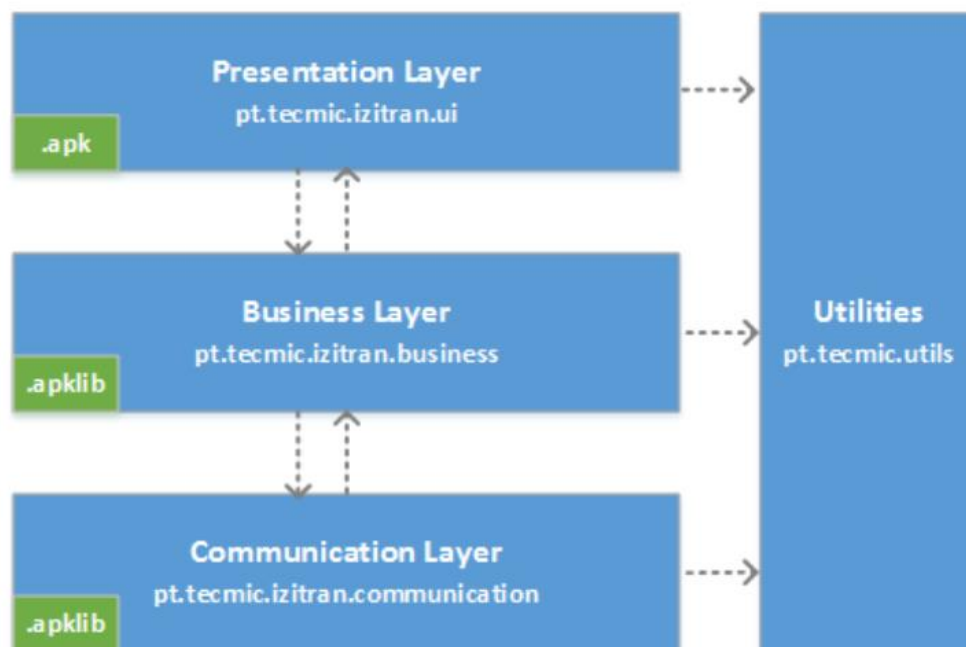 Presentation Layer
pt.tecmic.izitran.ui
.apk
Business Layer
pt.tecmic.izitran.business
.apklib
Utilities
pt.tecmic.utils
Communication Layer
pt.tecmic.izitran.communication
.apklib